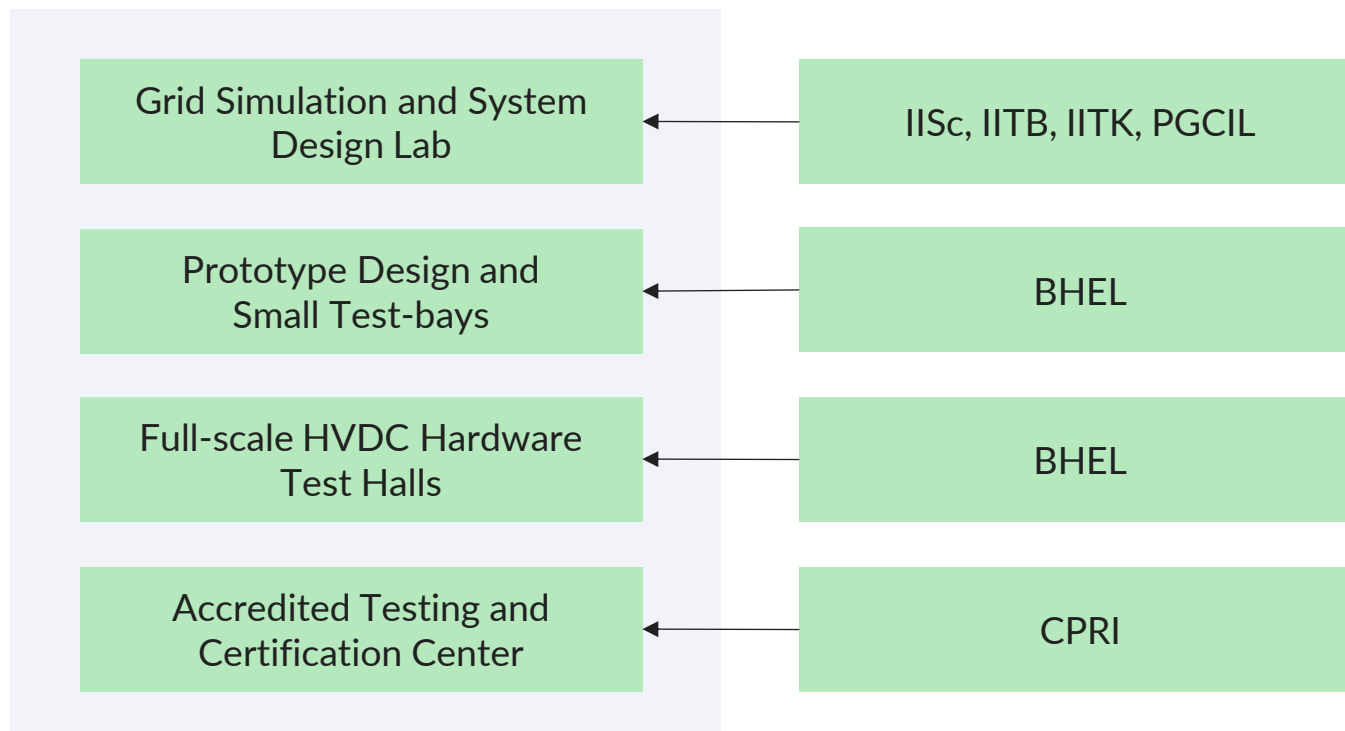 Grid Simulation and System
Design Lab
IISc, IITB, IITK, PGCIL
Prototype Design and
Small Test-bays
BHEL
Full-scale HVDC Hardware
Test Halls
BHEL
Accredited Testing and
Certification Center
CPRI